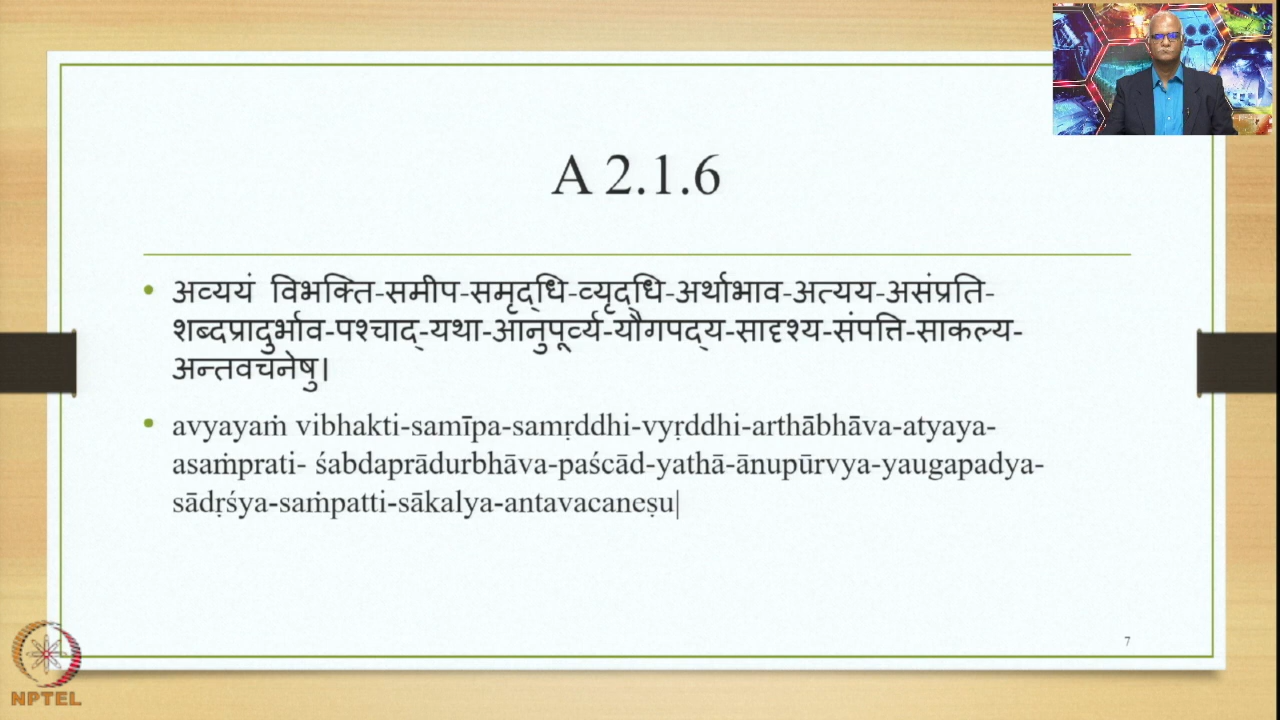 A 2.1.6
• अव्ययं विभक्ति-समीप-समृद्धि-व्यृद्धि-अर्थाभाव-अत्यय-असंप्रति-
शब्दप्रादुर्भाव-पश्चाद्-यथा-आनुपूर्व्य-यौगपद्य-सादृश्य-संपत्ति-साकल्य-
अन्तवचनेषु।
• avyayaṁ vibhakti-samīpa-samṛddhi-vyṛddhi-arthābhāva-atyaya-
asaṁprati- śabdaprādurbhāva-paścād-yathā-ānupūrvya-yaugapadya-
sādṛśya-saṁpatti-sākalya-antavacaneṣu|
7
NPTEL